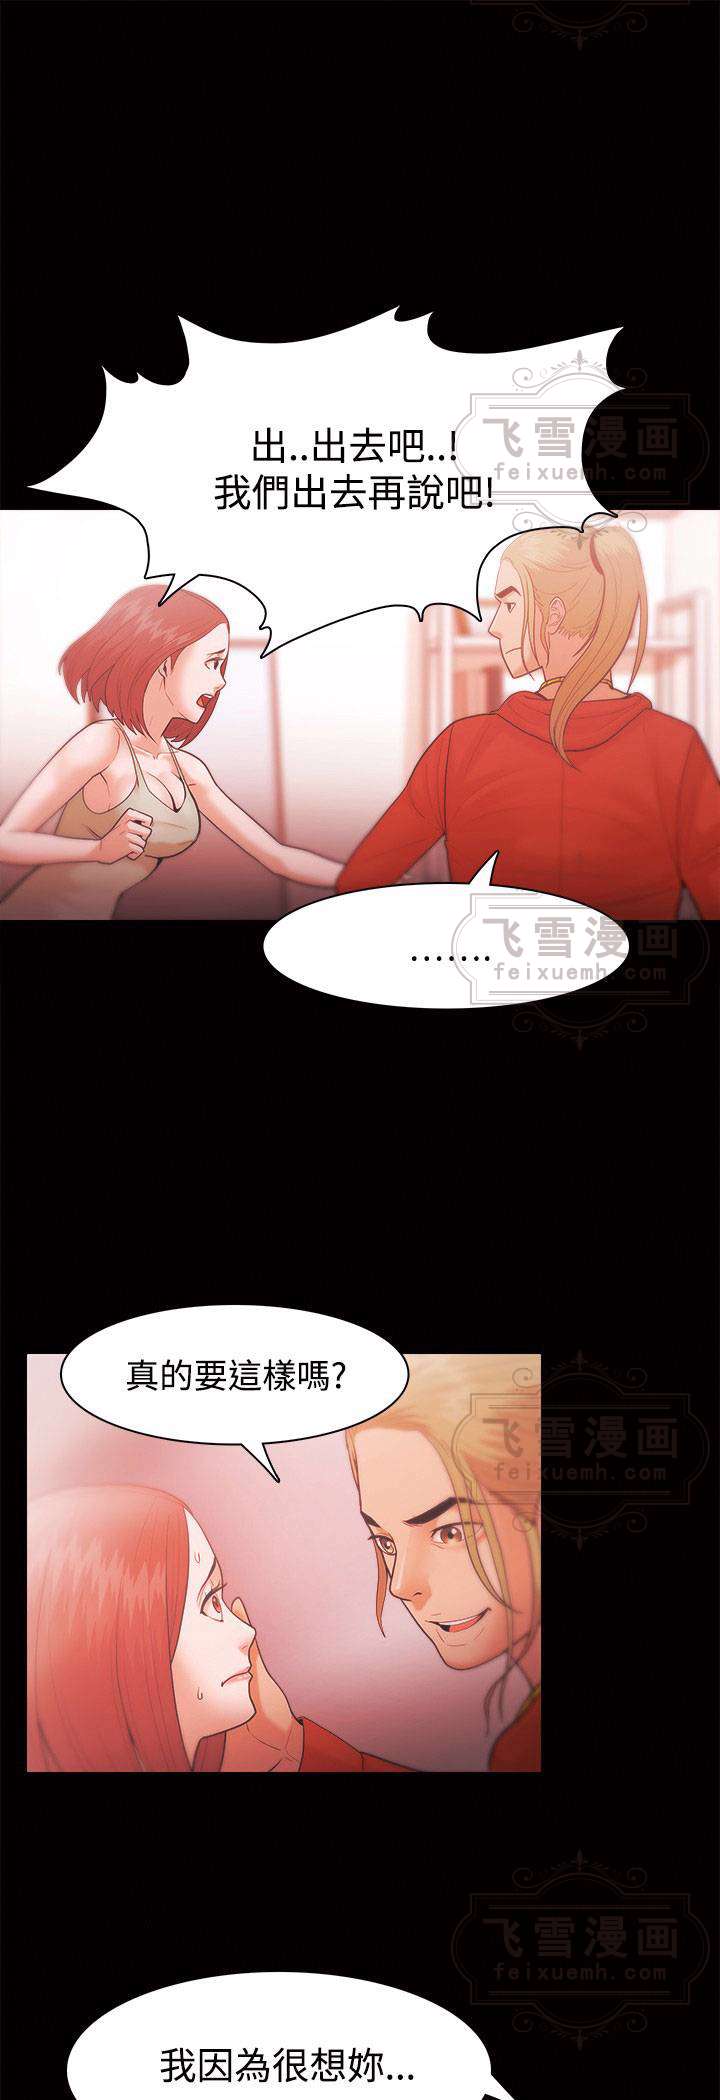 飞雪漫画
feixuemh.com
出..出去吧..!
我們出去再說吧!
.......
飞雪漫画
feixuemh.com
真的要這樣嗎?
飞雪漫画
feixuemh.com
飞雪漫画
feixuemh.com
我因為很想妳...